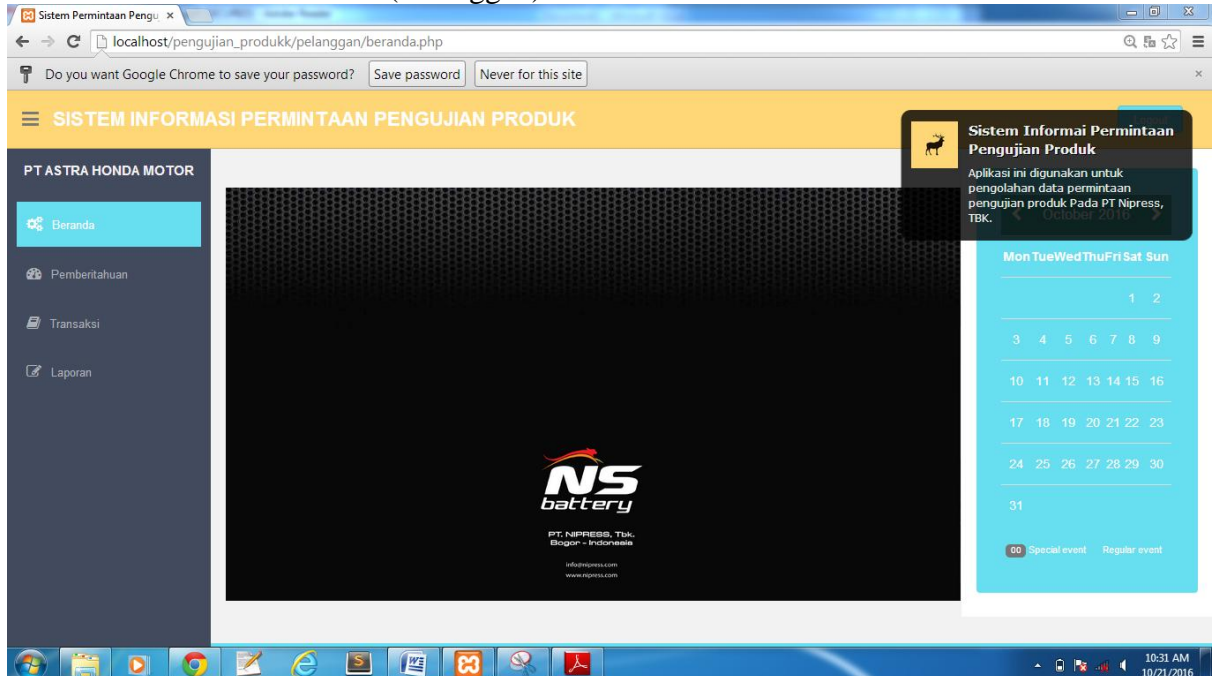 Sistem Permintaan Pengu
localhost/pengujian_produkk/pelanggan/beranda.php
Do you want Google Chrome to save your password? Save password Never for this site
SISTEM INFORMASI PERMINTAAN PENGUJIAN PRODUK
Logout
Sistem Informai Permintaan
Pengujian Produk
Aplikasi ini digunakan untuk
pengolahan data permintaan
pengujian produk Pada PT Nipress,
TBK.
PT ASTRA HONDA MOTOR
Beranda
Pemberitahuan
Transaksi
Laporan
NS
battery
PT. NIPRESS, Tbk.
Bogor - Indonesia
info@nipress.com
www.nipress.com
October 2016
Mon Tue Wed Thu Fri Sat Sun
1 2
3 4 5 6 7 8 9
10 11 12 13 14 15 16
17 18 19 20 21 22 23
24 25 26 27 28 29 30
31
00 Special event Regular event
10:31 AM
10/21/2016